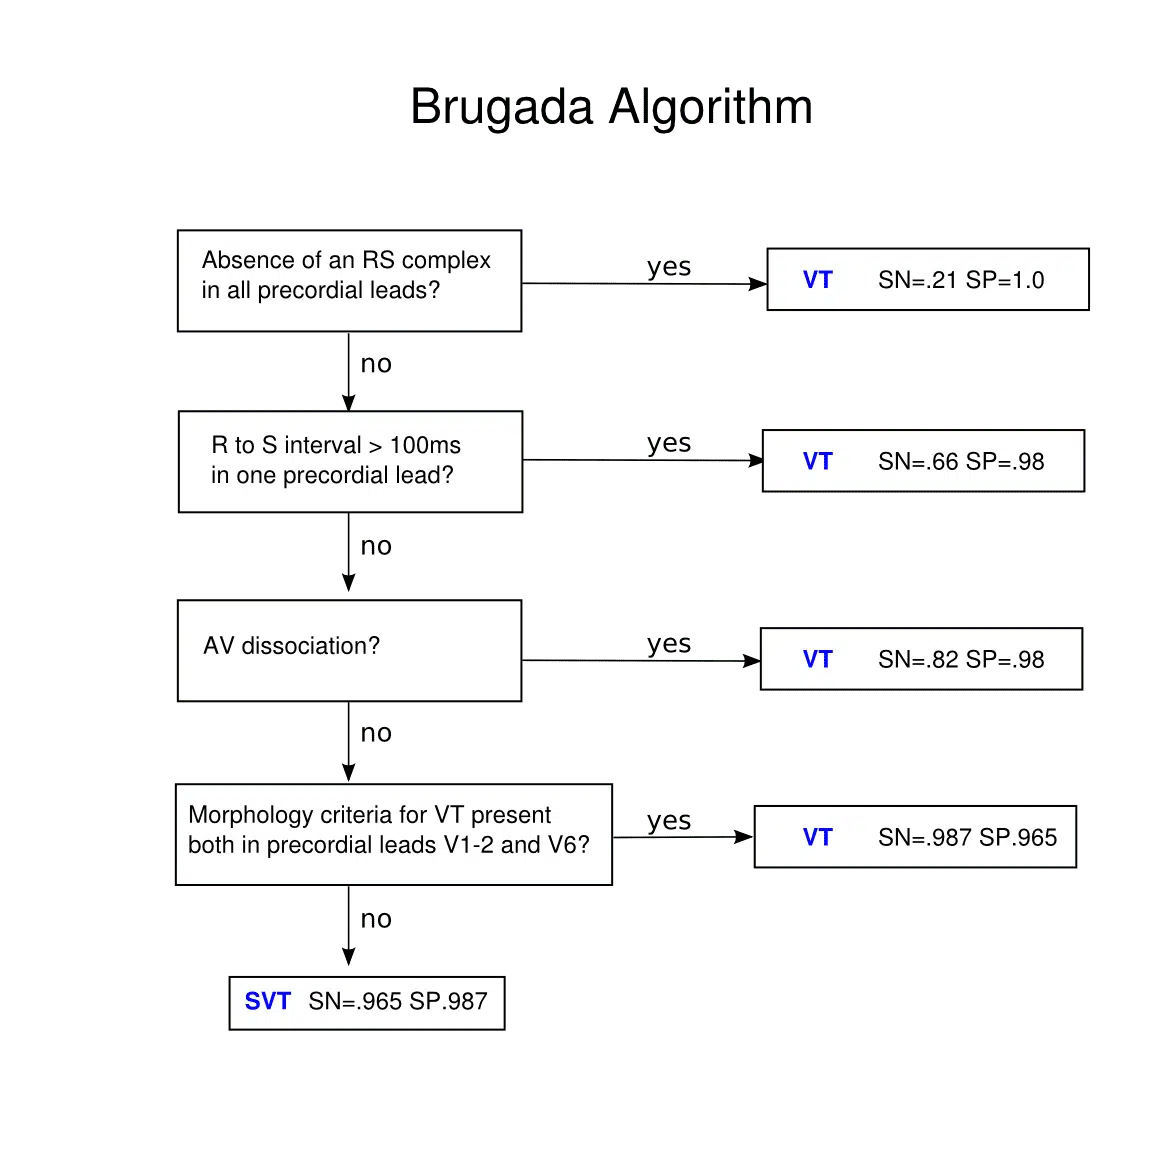 Brugada Algorithm
Absence of an RS complex
in all precordial leads?
yes
VT SN=.21 SP=1.0
no
R to S interval > 100ms
in one precordial lead?
yes
VT SN=.66 SP=.98
no
AV dissociation?
yes
VT SN=.82 SP=.98
no
Morphology criteria for VT present
both in precordial leads V1-2 and V6?
yes
VT SN=.987 SP.965
no
SVT SN=.965 SP.987